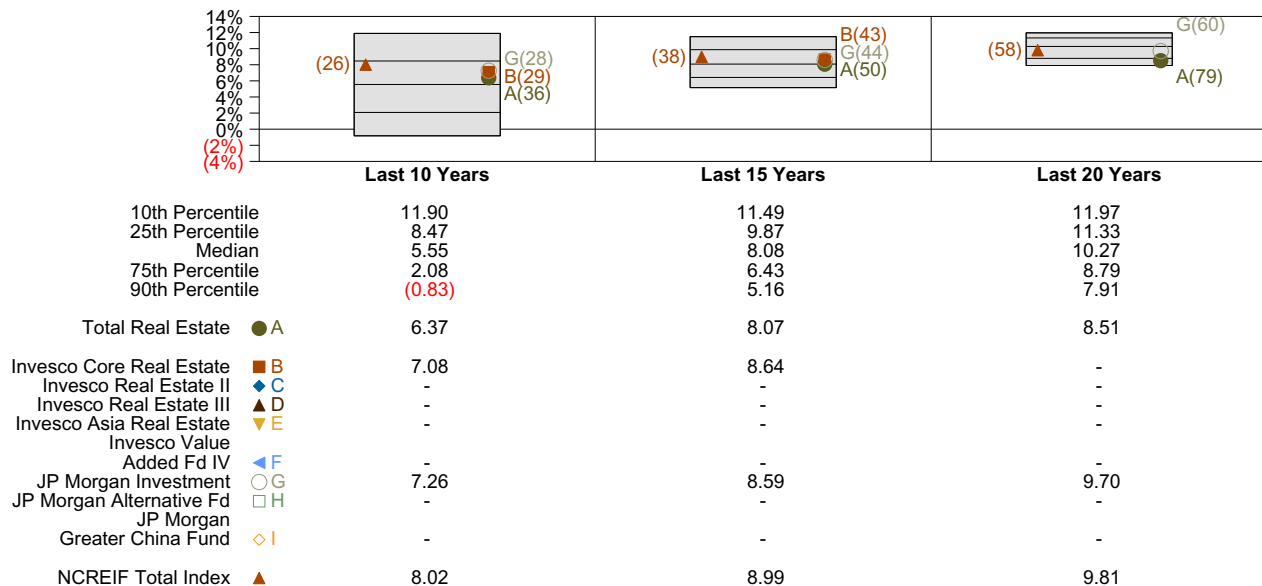 14%
12%
10%
8%
6%
4%
2%
0%
(2%)
(4%)
(26)
G(28)
B(29)
A(36)
(38)
B(43)
G(44)
A(50)
(58)
G(60)
A(79)
Last 10 Years Last 15 Years Last 20 Years
10th Percentile 11.90 11.49 11.97
25th Percentile 8.47 9.87 11.33
Median 5.55 8.08 10.27
75th Percentile 2.08 6.43 8.79
90th Percentile (0.83) 5.16 7.91
Total Real Estate A 6.37 8.07 8.51
Invesco Core Real Estate B 7.08 8.64 -
Invesco Real Estate II C - - -
Invesco Real Estate III D - - -
Invesco Asia Real Estate E - - -
Invesco Value
Added Fd IV F - - -
JP Morgan Investment G 7.26 8.59 9.70
JP Morgan Alternative Fd H - - -
JP Morgan
Greater China Fund I - - -
NCREIF Total Index 8.02 8.99 9.81